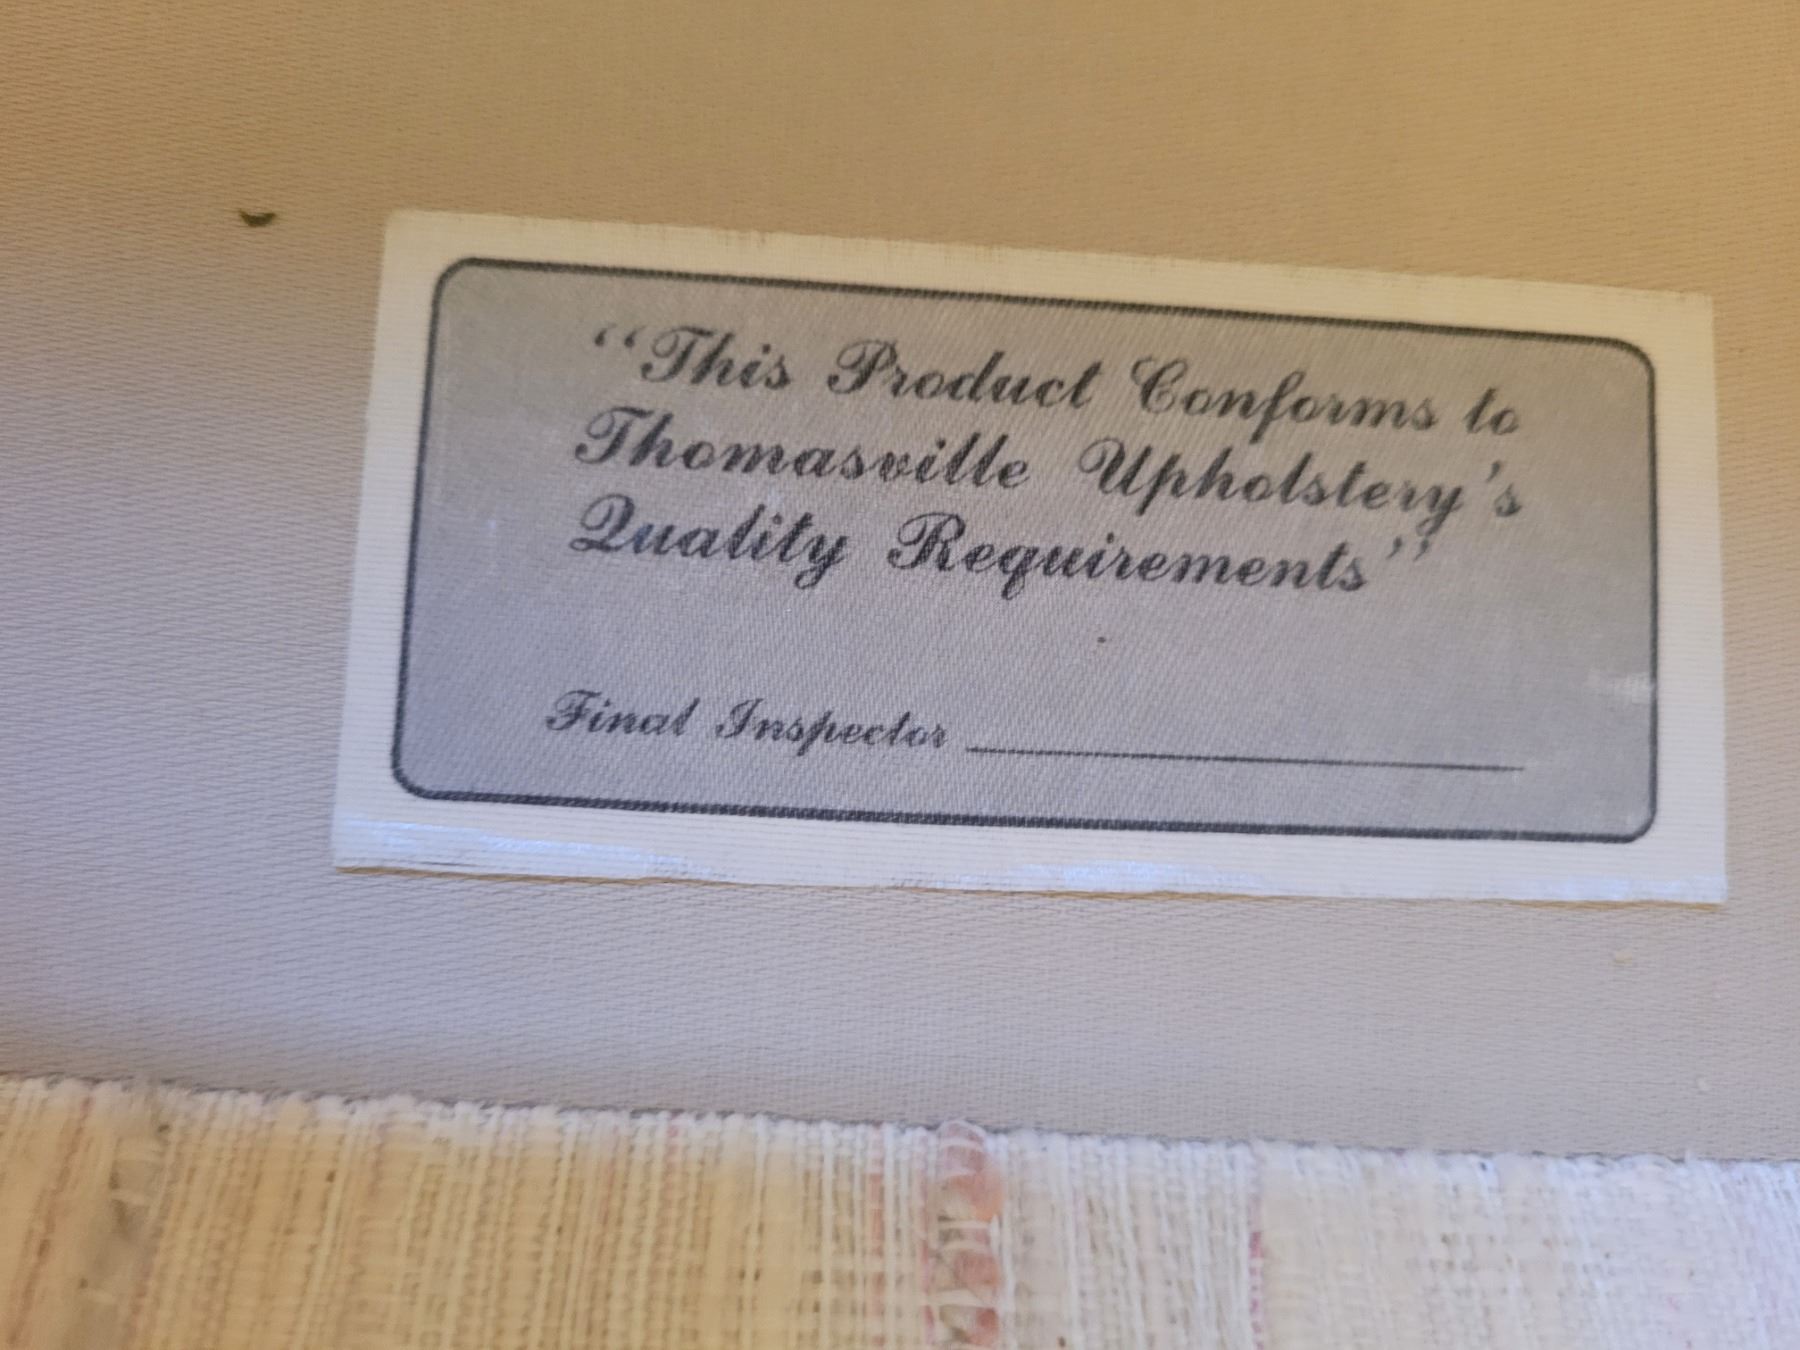 “This Product Conforms to
Thomasville Upholstery's
Quality Requirements”
Final Inspector